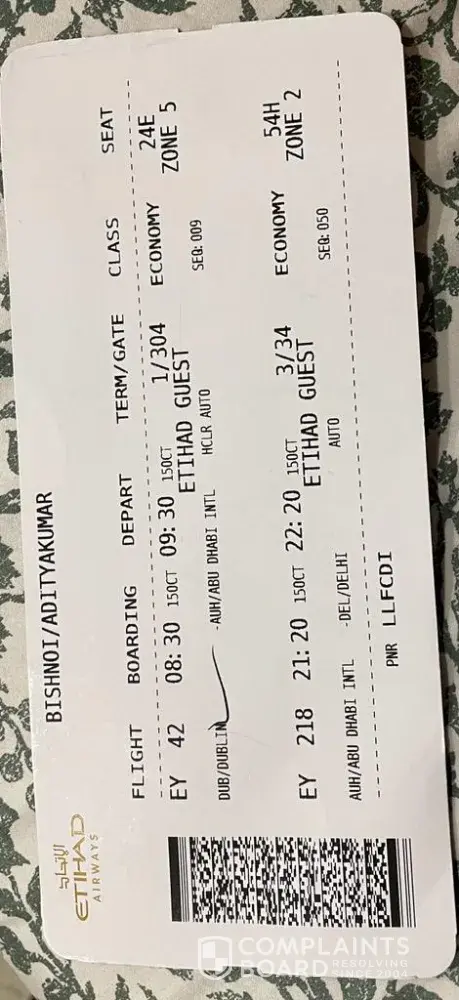 الإتحاد
ETIHAD
AIRWAYS
BISHNOI/ADITYAKUMAR
FLIGHT BOARDING DEPART TERM/GATE CLASS SEAT
EY 42 08:30 15OCT 09:30 15OCT 1/304 ECONOMY 24E
ETIHAD GUEST ZONE 5
DUB/DUBLIN -AUH/ABU DHABI INTL HCLR AUTO SEQ: 009
EY 218 21:20 15OCT 22:20 15OCT 3/34 ECONOMY 54H
ETIHAD GUEST ZONE 2
AUH/ABU DHABI INTL -DEL/DELHI AUTO SEQ: 050
PNR LLFCDI
COMPLAINTS
BOARD RESOLVING
SINCE 2004